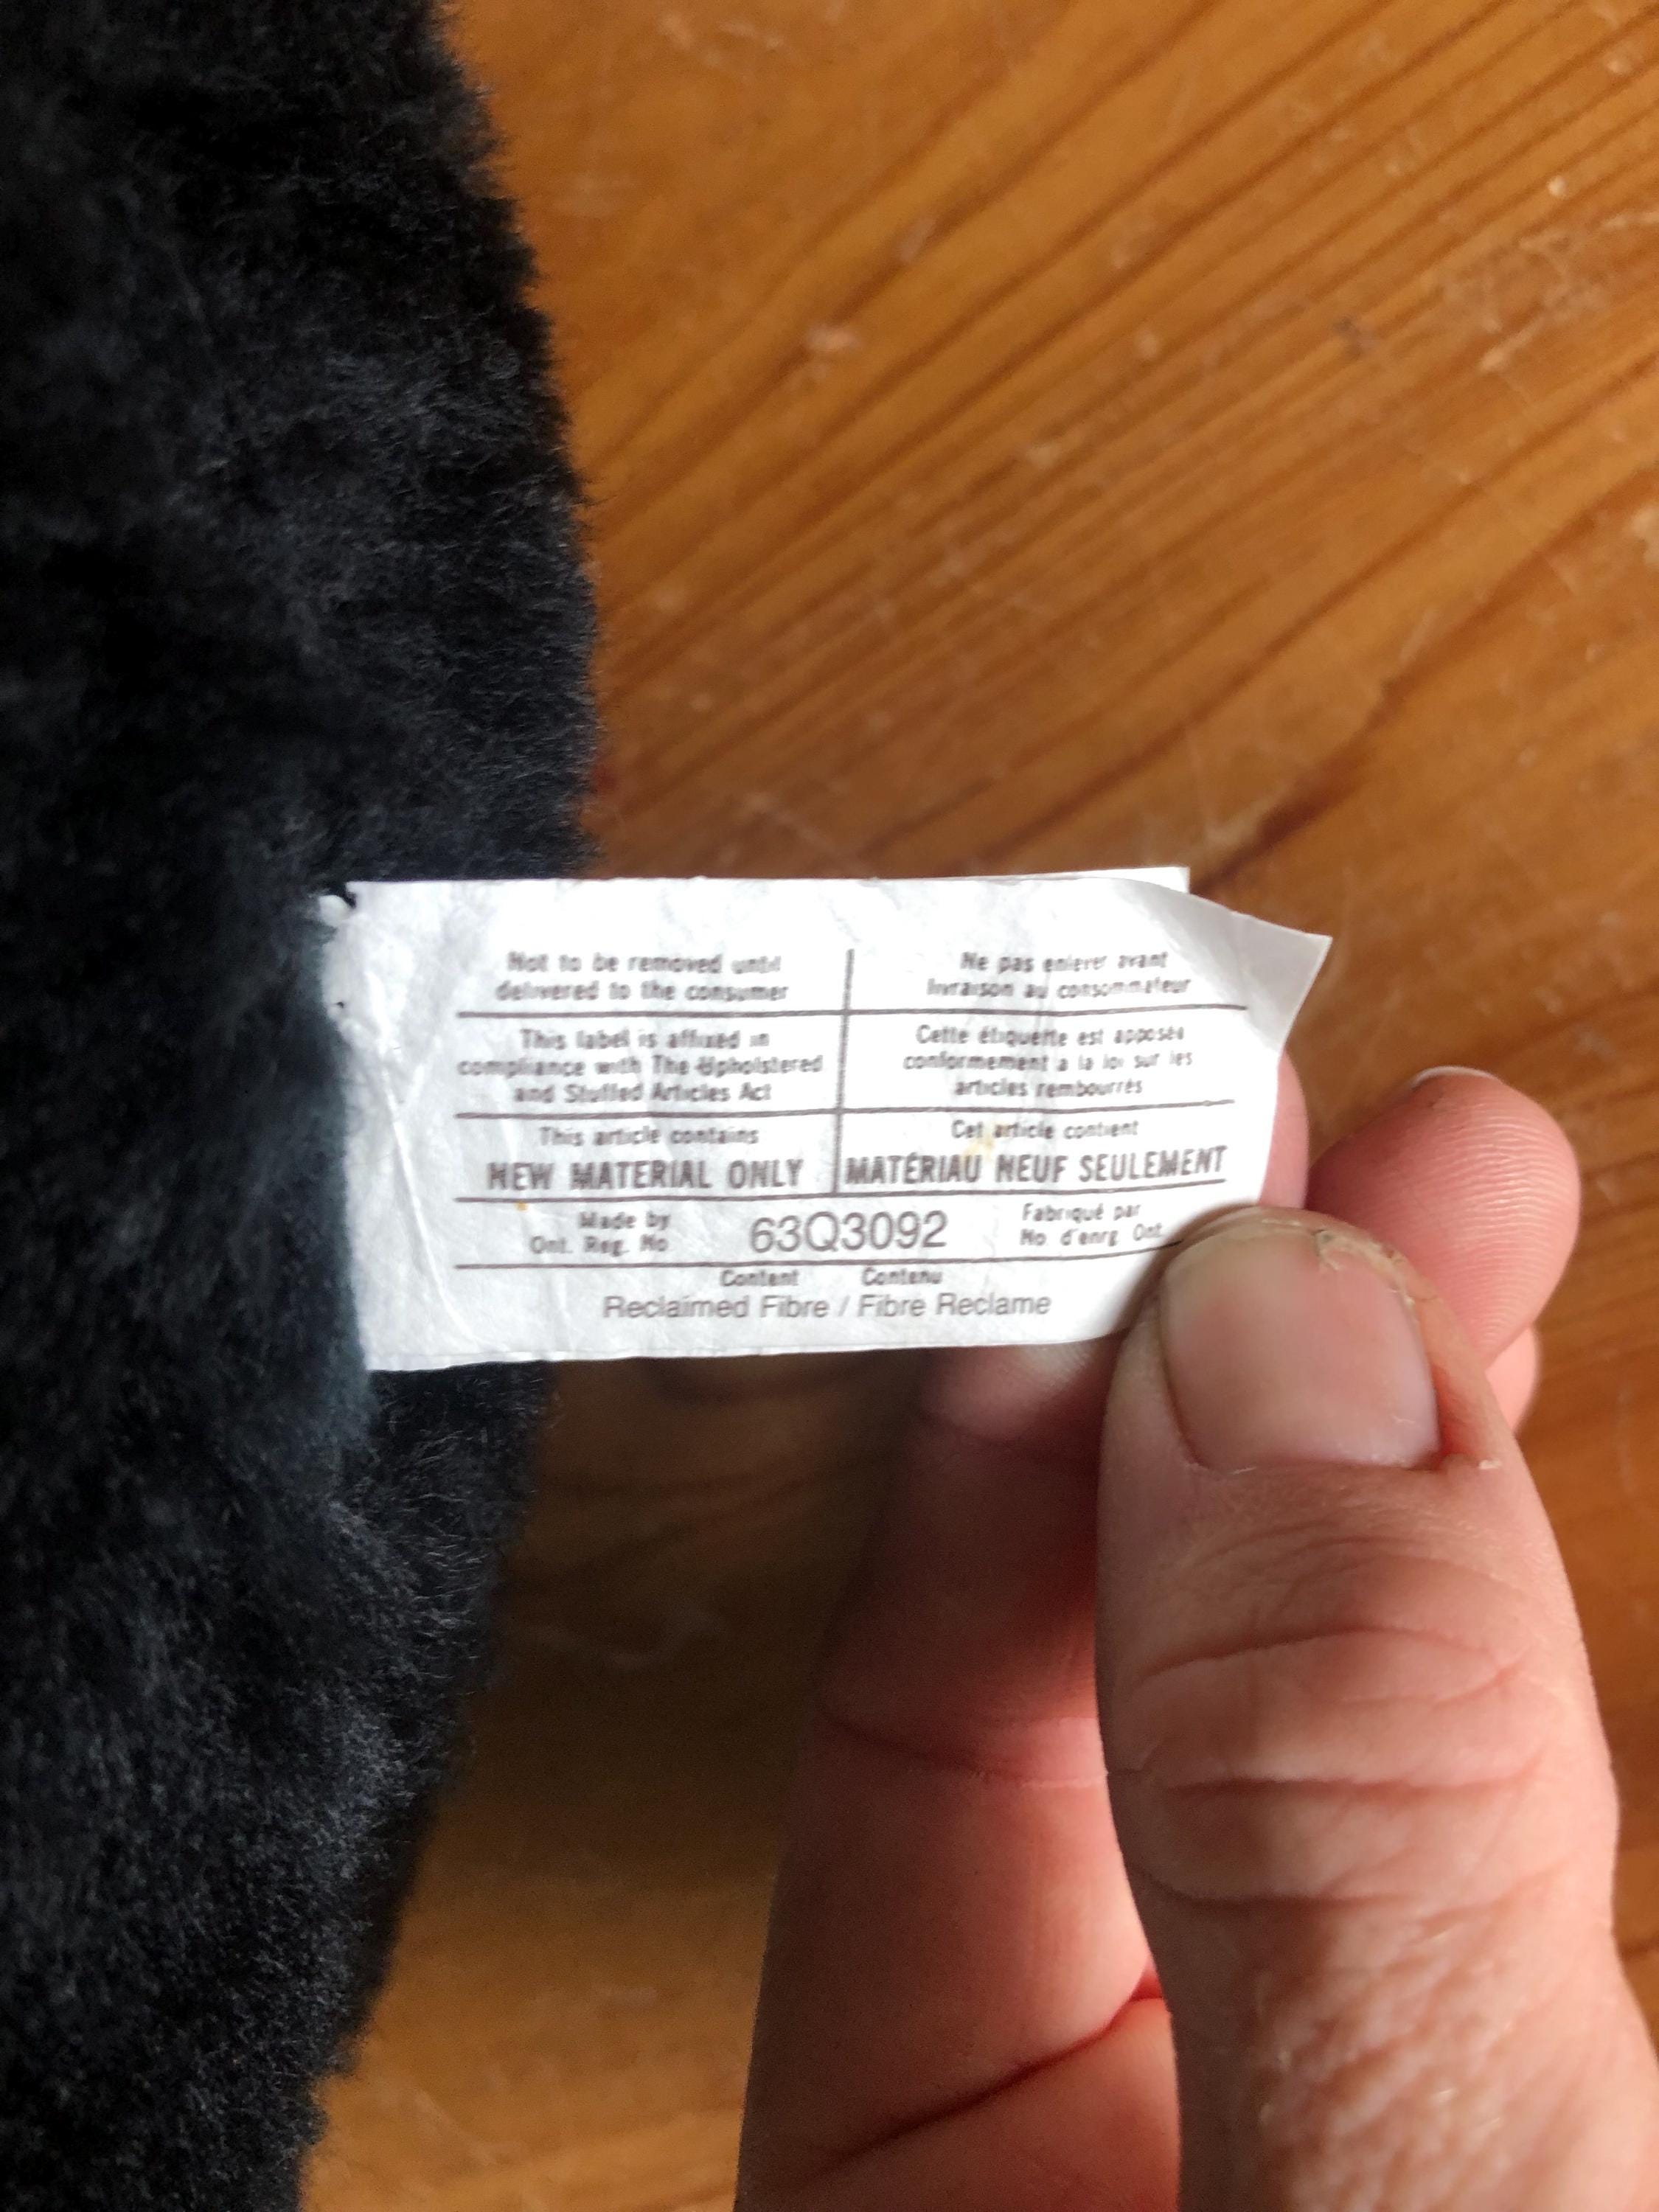 Not to be removed until
delivered to the consumer
Ne pas enlever avant
livraison au consommateur
This label is affixed in
compliance with The Upholstered
and Stuffed Articles Act
Cette étiquette est apposée
conformement a la loi sur les
articles rembourrés
This article contains
NEW MATERIAL ONLY
Cet article contient
MATÉRIAU NEUF SEULEMENT
Made by
Ont. Reg. No
63Q3092
Fabriqué par
No d'enrg Ont.
Content Contenu
Reclaimed Fibre / Fibre Reclame